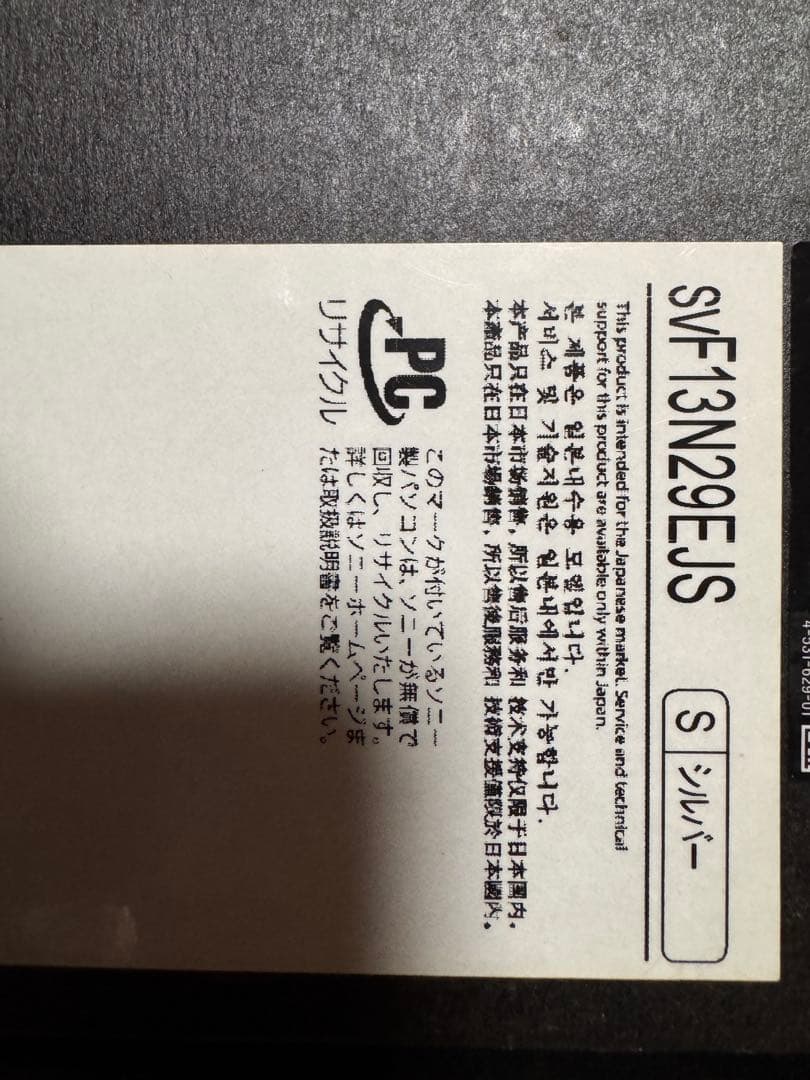 SVF13N29EJS
S シルバー
This product is intended for the Japanese market. Service and technical
support for this product are available only within Japan.
본 제품은 일본내수용 모델입니다.
서비스 및 기술지원은 일본내에서만 가능합니다.
本产品只在日本市场销售，所以售后服务和 技术支持仅限于日本国内。
本產品只在日本市場銷售，所以售後服務和 技術支援僅限於日本國內。
PC
リサイクル
このマークが付いているソニー
製パソコンは、ソニーが無償で
回収し、リサイクルいたします。
詳しくはソニーホームページま
たは取扱説明書をご覧ください。